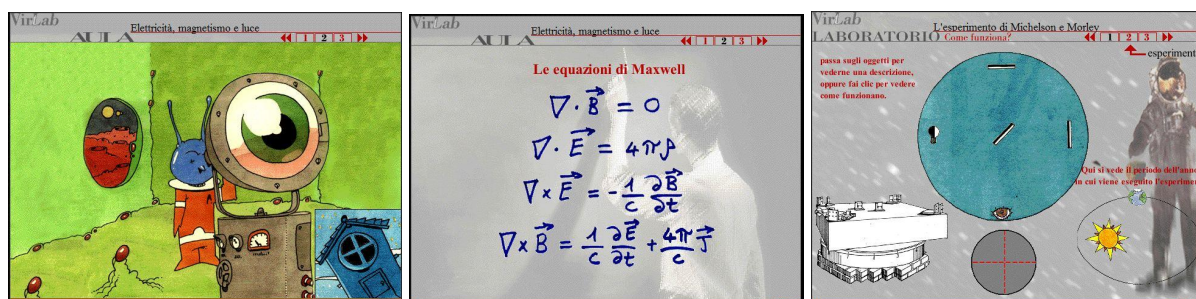 VirLab
AULA
Elettricità, magnetismo e luce
1 2 3
VirLab
AULA
Elettricità, magnetismo e luce
1 2 3
Le equazioni di Maxwell
∇ · B⃗ = 0
∇ · E⃗ = 4πρ
∇ × E⃗ = - 1/c ∂B⃗/∂t
∇ × B⃗ = 1/c ∂E⃗/∂t + 4π/c J⃗
VirLab
LABORATORIO
L'esperimento di Michelson e Morley
Come funziona?
1 2 3
esperiment
passa sugli oggetti per
vederne una descrizione,
oppure fai clic per vedere
come funzionano.
Qui si vede il periodo dell'anno
in cui viene eseguito l'esperime